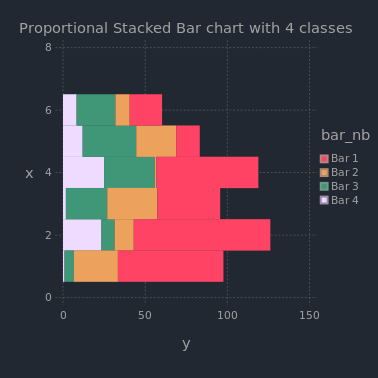 Proportional Stacked Bar chart with 4 classes
8
6
4
2
0
x
0 50 100 150
y
bar_nb
Bar 1
Bar 2
Bar 3
Bar 4